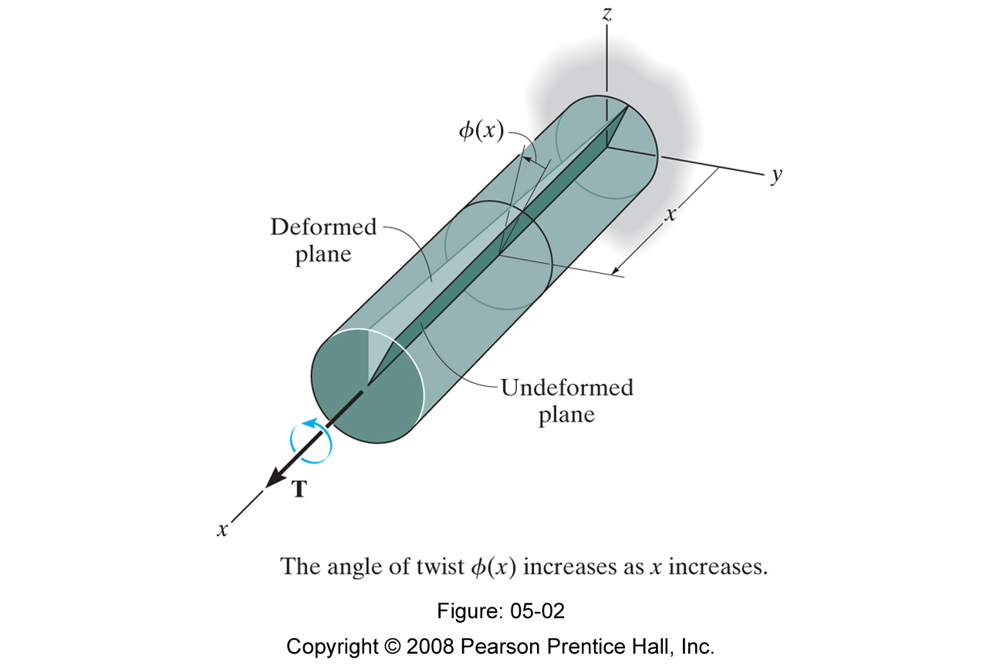 z
ϕ(x)
y
x
Deformed
plane
Undeformed
plane
T
x
The angle of twist ϕ(x) increases as x increases.
Figure: 05-02
Copyright © 2008 Pearson Prentice Hall, Inc.